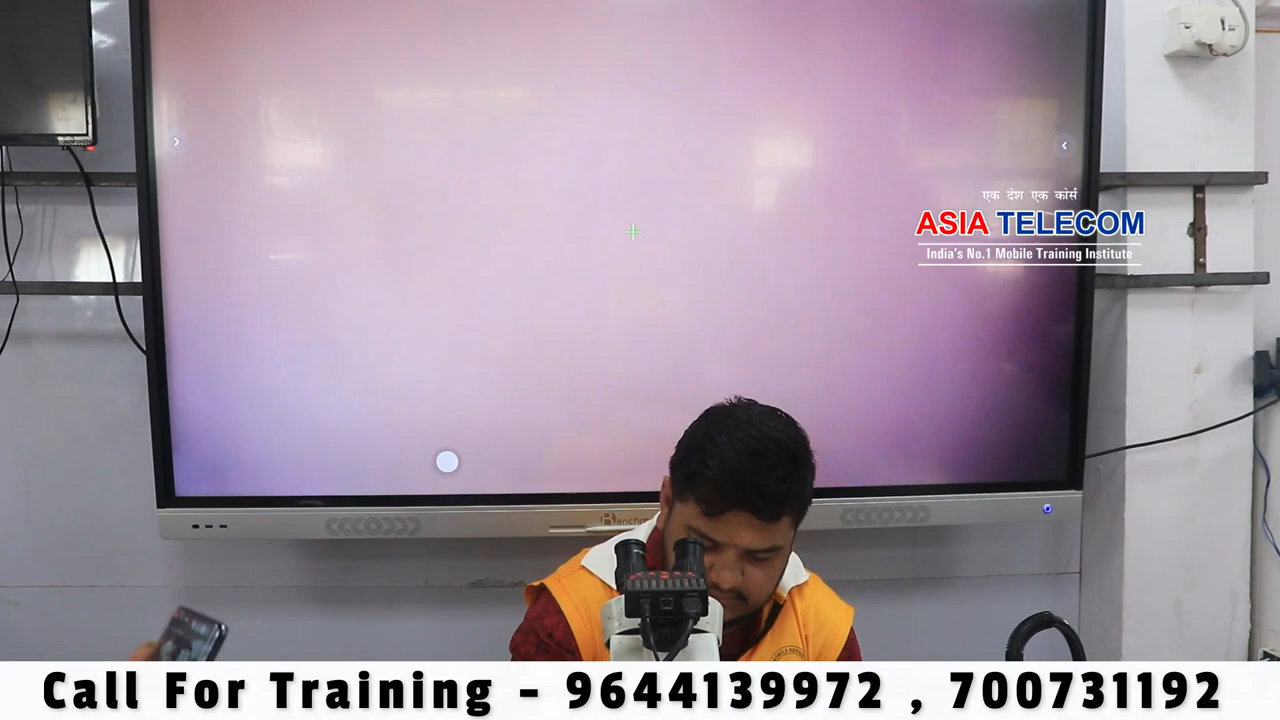 एक देश एक कोर्स
ASIA TELECOM
India's No.1 Mobile Training Institute
Call For Training - 9644139972 , 700731192